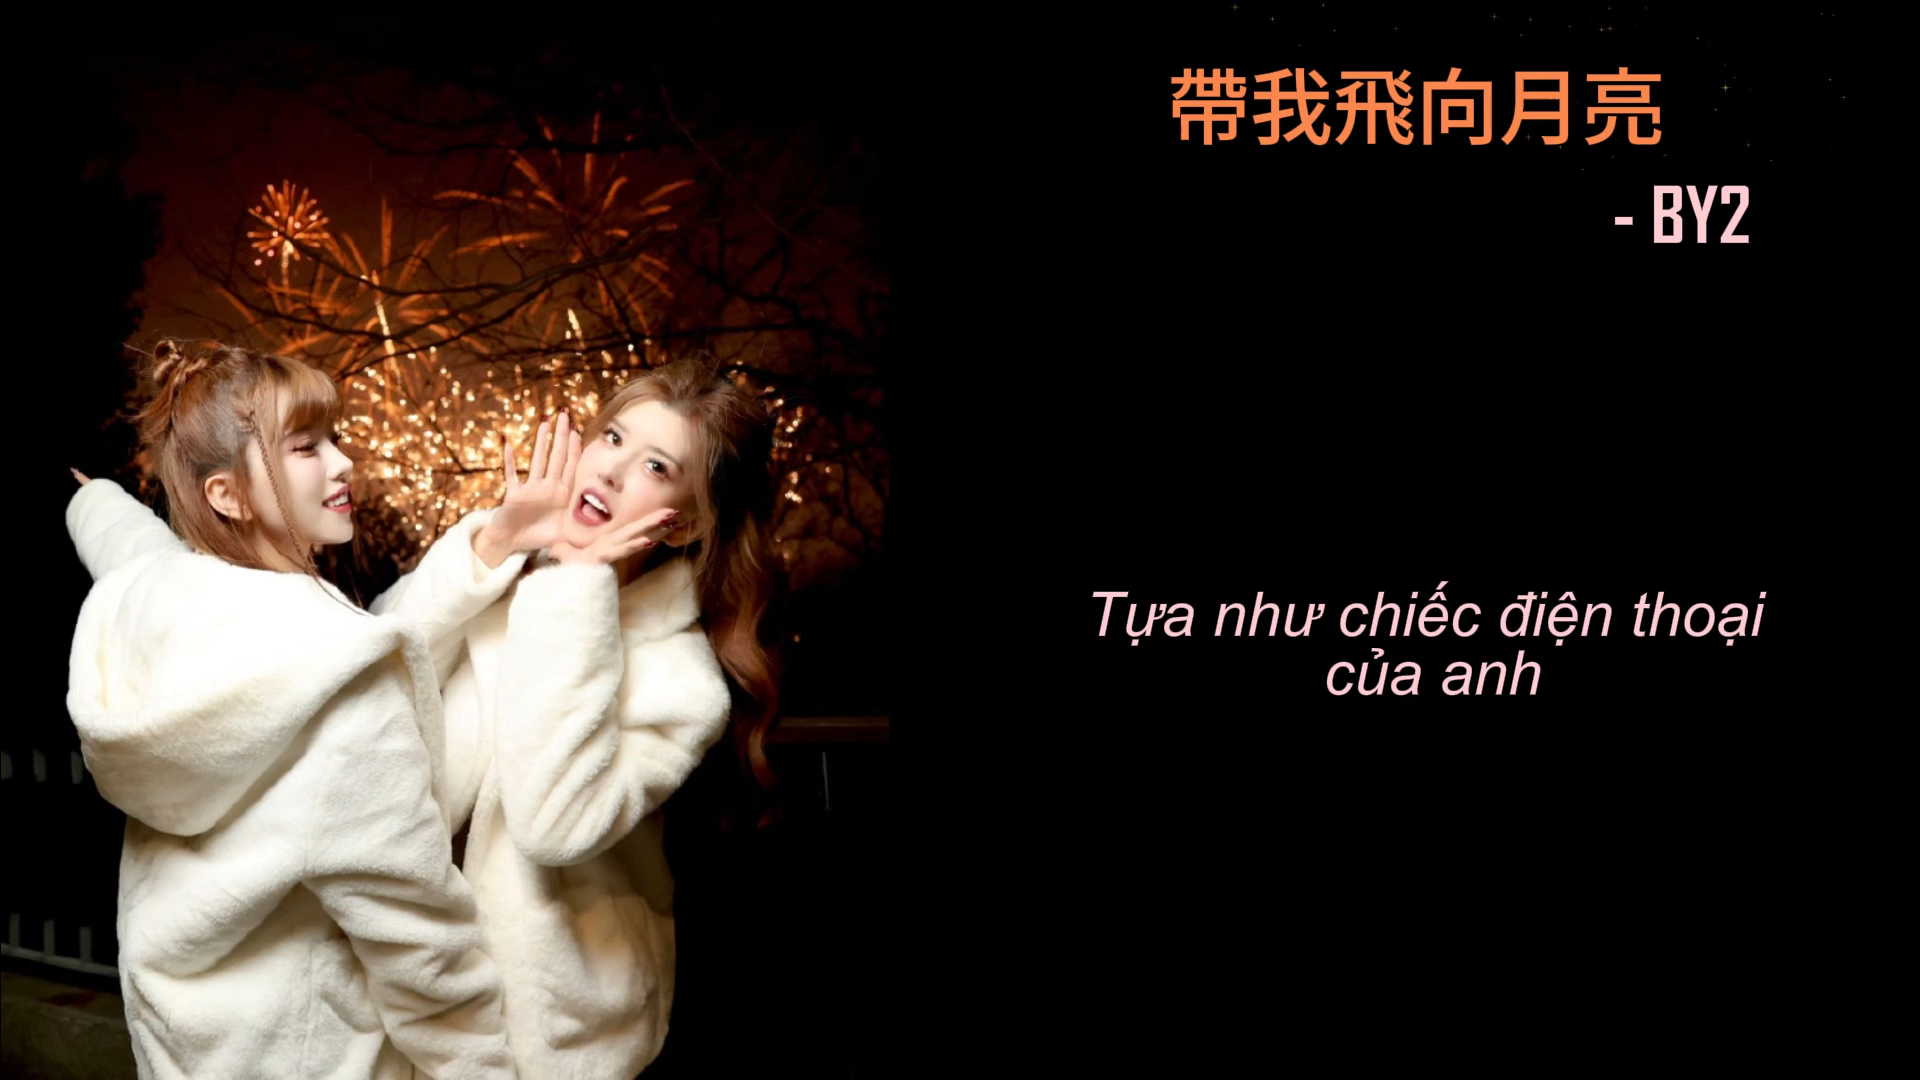 帶我飛向月亮
- BY2
Tựa như chiếc điện thoại
của anh